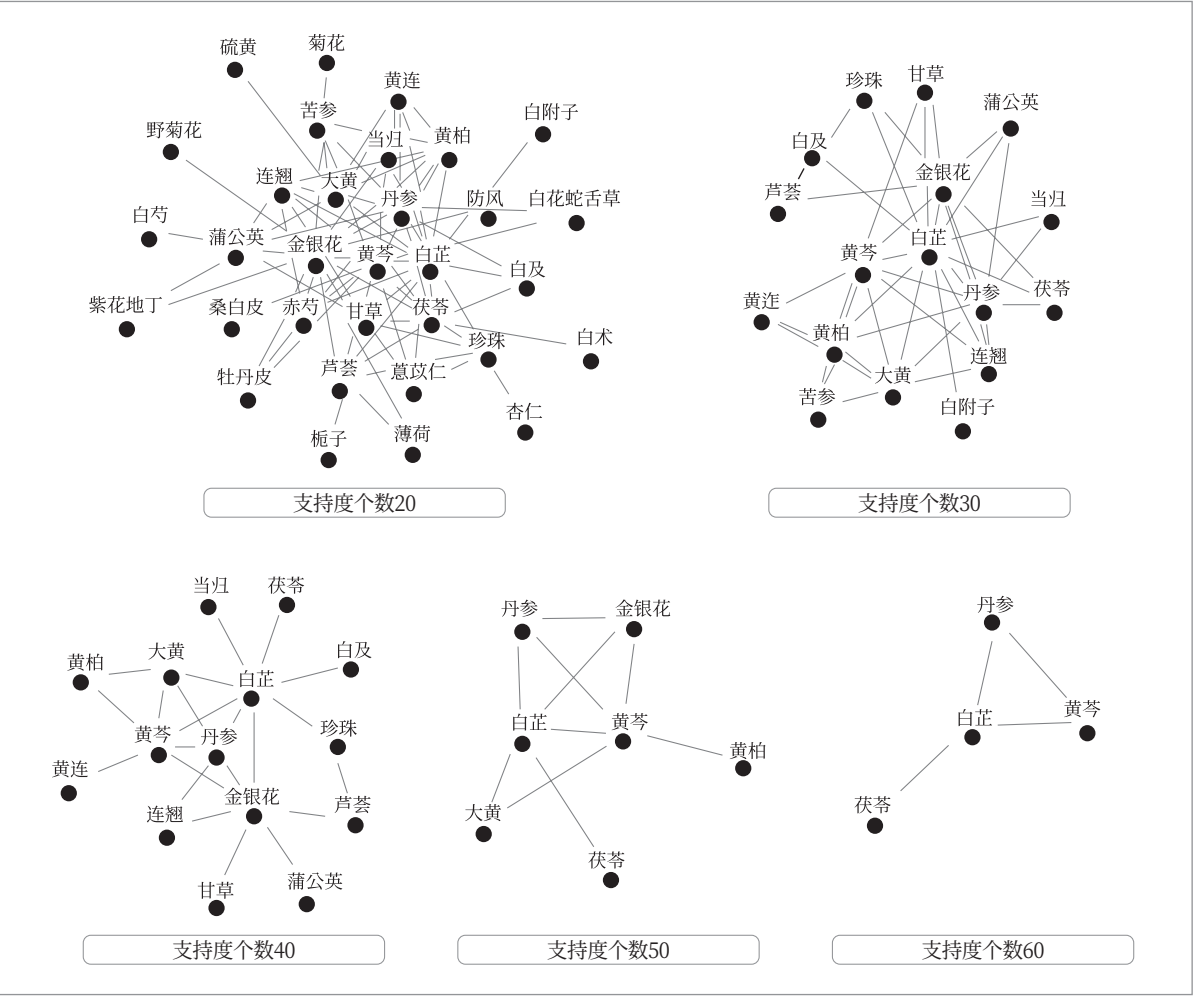 硫黄
菊花
黄连
苦参
白附子
野菊花
当归
黄柏
连翘
大黄
丹参
防风
白花蛇舌草
白芍
蒲公英
金银花
黄芩
白芷
白及
紫花地丁
桑白皮
赤芍
甘草
茯苓
白术
珍珠
牡丹皮
芦荟
薏苡仁
杏仁
栀子
薄荷
支持度个数20
珍珠
甘草
蒲公英
白及
金银花
芦荟
当归
白芷
黄芩
丹参
茯苓
黄连
黄柏
连翘
大黄
苦参
白附子
支持度个数30
当归
茯苓
大黄
白及
黄柏
白芷
黄芩
丹参
珍珠
黄连
金银花
芦荟
连翘
甘草
蒲公英
支持度个数40
丹参
金银花
白芷
黄芩
黄柏
大黄
茯苓
支持度个数50
丹参
白芷
黄芩
茯苓
支持度个数60